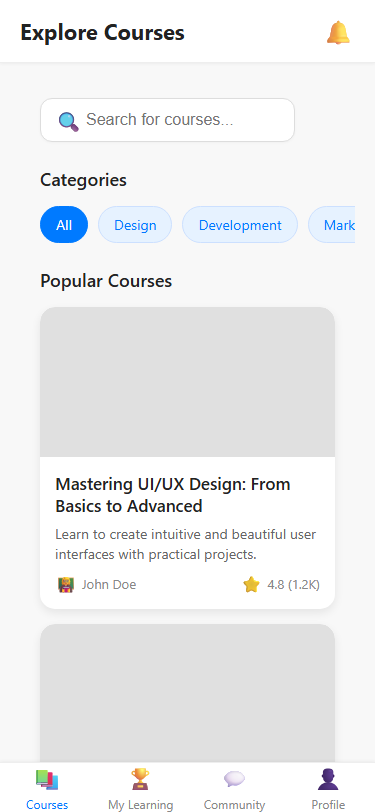 Explore Courses
Search for courses...
Categories
All Design Development Mark
Popular Courses
Mastering UI/UX Design: From
Basics to Advanced
Learn to create intuitive and beautiful user
interfaces with practical projects.
John Doe 4.8 (1.2K)
Courses My Learning Community Profile